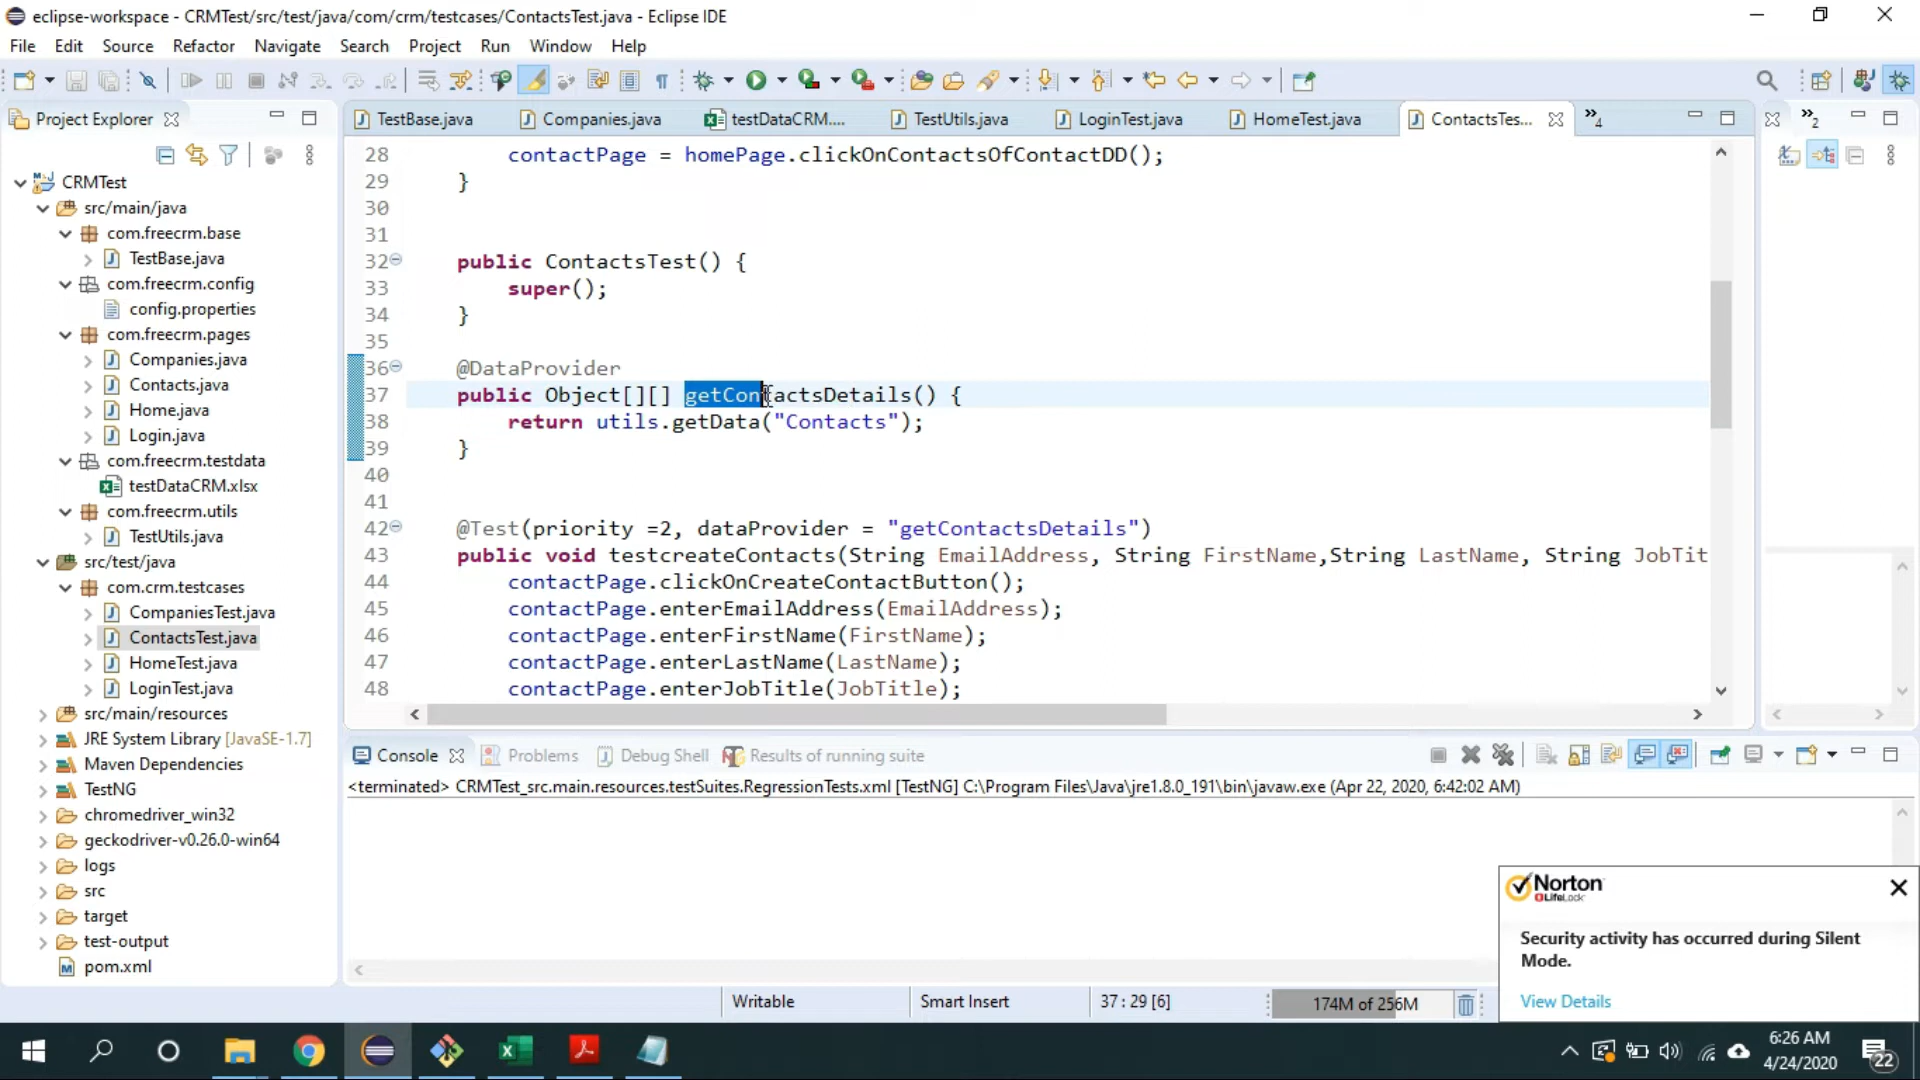 eclipse-workspace - CRMTest/src/test/java/com/crm/testcases/ContactsTest.java - Eclipse IDE
File Edit Source Refactor Navigate Search Project Run Window Help
Project Explorer
TestBase.java Companies.java testDataCRM.... TestUtils.java LoginTest.java HomeTest.java ContactsTes... »4 »2
CRMTest
src/main/java
com.freecrm.base
TestBase.java
com.freecrm.config
config.properties
com.freecrm.pages
Companies.java
Contacts.java
Home.java
Login.java
com.freecrm.testdata
testDataCRM.xlsx
com.freecrm.utils
TestUtils.java
src/test/java
com.crm.testcases
CompaniesTest.java
ContactsTest.java
HomeTest.java
LoginTest.java
src/main/resources
JRE System Library [JavaSE-1.7]
Maven Dependencies
TestNG
chromedriver_win32
geckodriver-v0.26.0-win64
logs
src
target
test-output
pom.xml
28 contactPage = homePage.clickOnContactsOfContactDD();
29 }
30
31
32 public ContactsTest() {
33 super();
34 }
35
36 @DataProvider
37 public Object[][] getContactsDetails() {
38 return utils.getData("Contacts");
39 }
40
41
42 @Test(priority =2, dataProvider = "getContactsDetails")
43 public void testcreateContacts(String EmailAddress, String FirstName,String LastName, String JobTit
44 contactPage.clickOnCreateContactButton();
45 contactPage.enterEmailAddress(EmailAddress);
46 contactPage.enterFirstName(FirstName);
47 contactPage.enterLastName(LastName);
48 contactPage.enterJobTitle(JobTitle);
Console Problems Debug Shell Results of running suite
<terminated> CRMTest_src.main.resources.testSuites.RegressionTests.xml [TestNG] C:\Program Files\Java\jre1.8.0_191\bin\javaw.exe (Apr 22, 2020, 6:42:02 AM)
Norton
LifeLock
Security activity has occurred during Silent
Mode.
View Details
Writable Smart Insert 37 : 29 [6] 174M of 256M
6:26 AM
4/24/2020
22